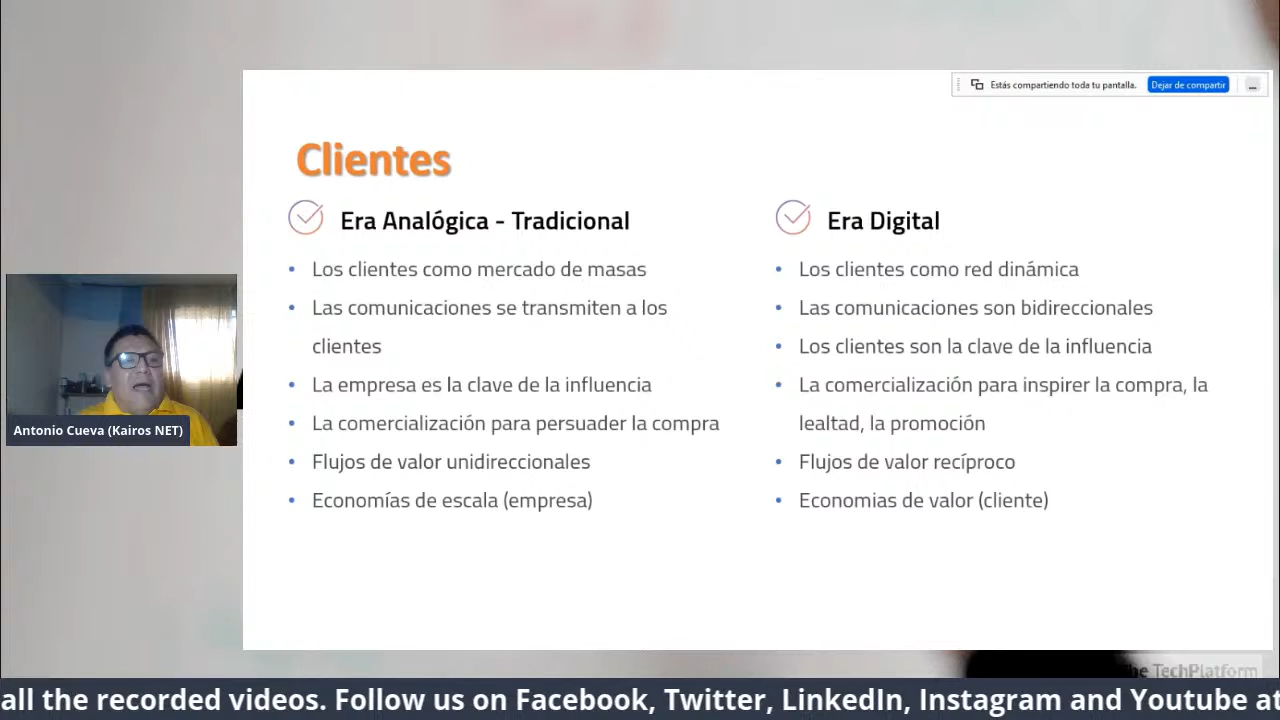 Estás compartiendo toda tu pantalla.
Dejar de compartir
Clientes
Era Analógica - Tradicional
Los clientes como mercado de masas
Las comunicaciones se transmiten a los
clientes
La empresa es la clave de la influencia
La comercialización para persuader la compra
Flujos de valor unidireccionales
Economías de escala (empresa)
Era Digital
Los clientes como red dinámica
Las comunicaciones son bidireccionales
Los clientes son la clave de la influencia
La comercialización para inspirer la compra, la
lealtad, la promoción
Flujos de valor recíproco
Economias de valor (cliente)
Antonio Cueva (Kairos NET)
he TechPlatform
all the recorded videos. Follow us on Facebook, Twitter, LinkedIn, Instagram and Youtube at